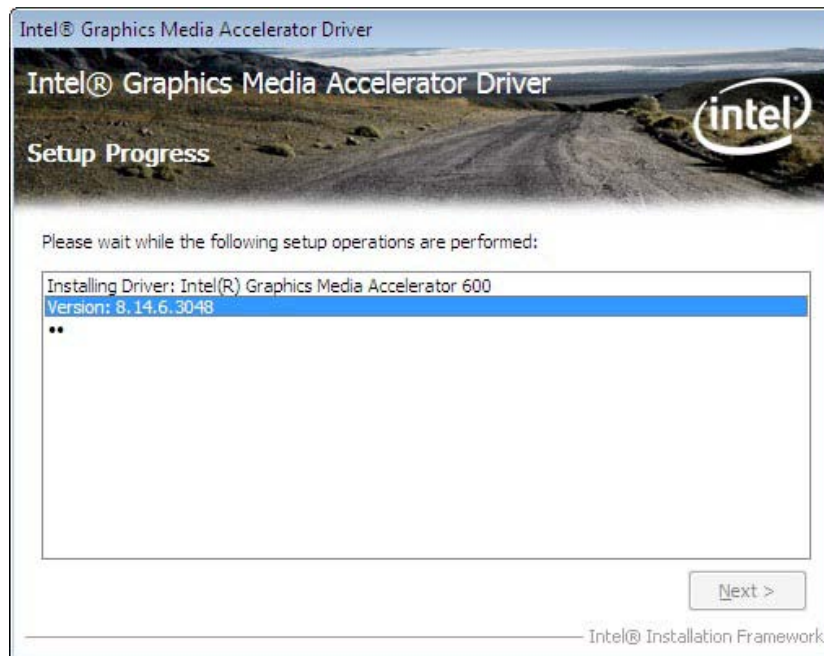 Intel® Graphics Media Accelerator Driver
Intel® Graphics Media Accelerator Driver
intel
Setup Progress
Please wait while the following setup operations are performed:
Installing Driver: Intel(R) Graphics Media Accelerator 600
Version: 8.14.6.3048
••
Next >
Intel® Installation Framework